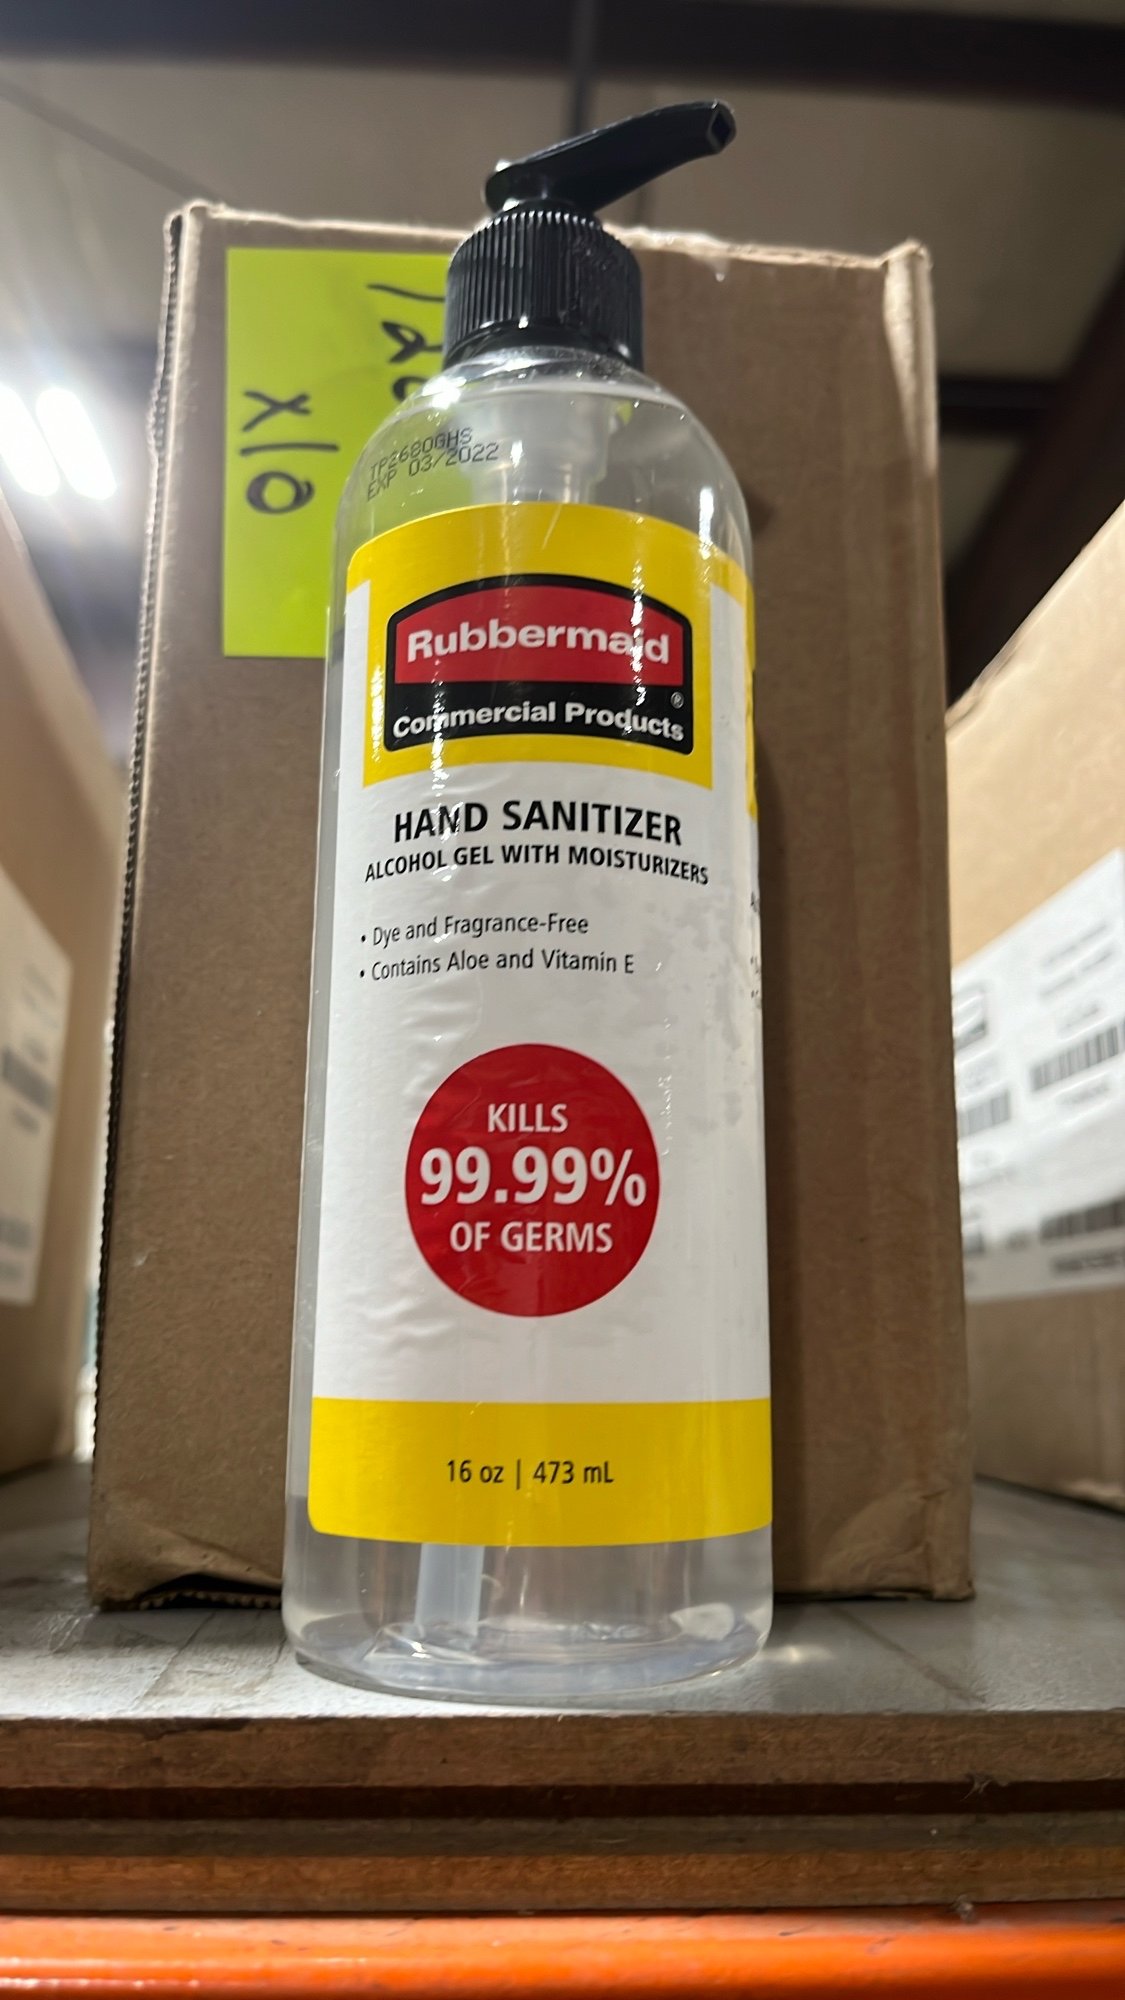 X10
TP2680GHS
EXP 03/2022
Rubbermaid
®
Commercial Products
HAND SANITIZER
ALCOHOL GEL WITH MOISTURIZERS
• Dye and Fragrance-Free
• Contains Aloe and Vitamin E
KILLS
99.99%
OF GERMS
16 oz | 473 mL